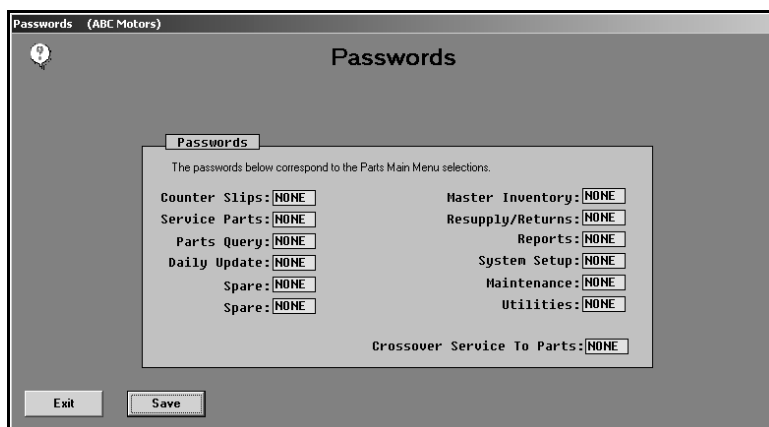 Passwords (ABC Motors)
Passwords
Passwords
The passwords below correspond to the Parts Main Menu selections.
Counter Slips: NONE
Service Parts: NONE
Parts Query: NONE
Daily Update: NONE
Spare: NONE
Spare: NONE
Master Inventory: NONE
Resupply/Returns: NONE
Reports: NONE
System Setup: NONE
Maintenance: NONE
Utilities: NONE
Crossover Service To Parts: NONE
Exit
Save